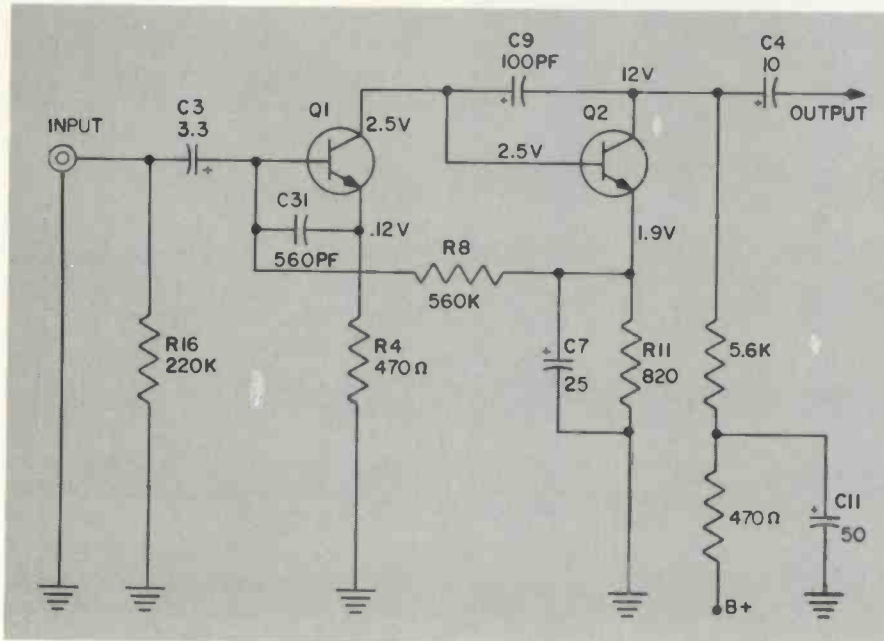 C9
100PF
12V
C4
10
OUTPUT
C3
3.3
Q1
2.5V
Q2
2.5V
INPUT
C31
560PF
.12V
R8
560K
1.9V
R16
220K
R4
470Ω
C7
25
R11
820
5.6K
470Ω
C11
50
B+